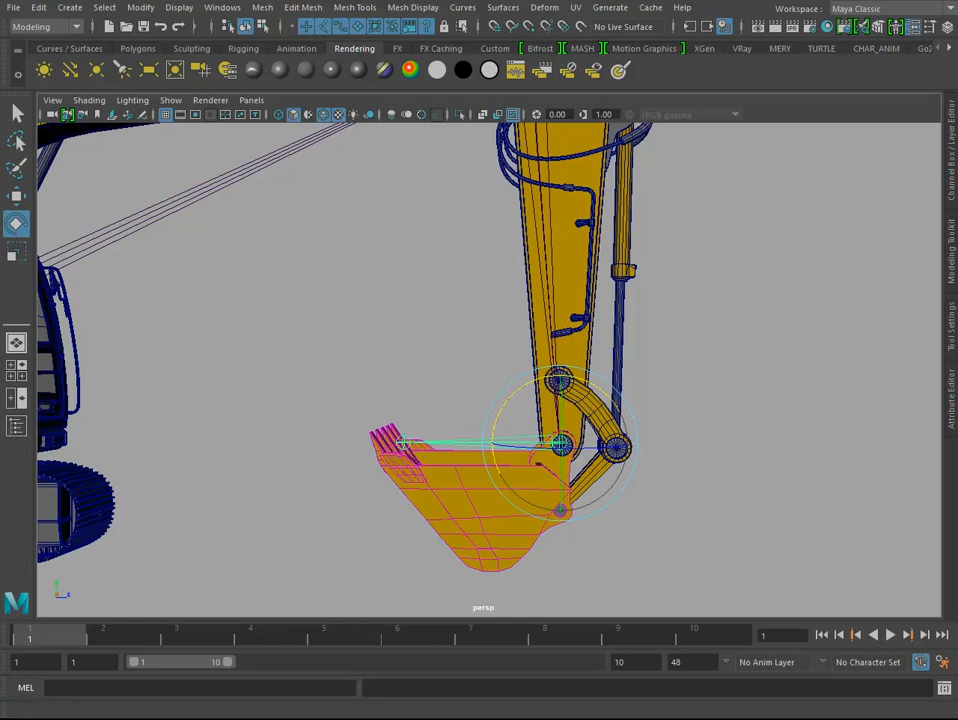 File Edit Create Select Modify Display Windows Mesh Edit Mesh Mesh Tools Mesh Display Curves Surfaces Deform UV Generate Cache Help Workspace : Maya Classic
Modeling No Live Surface
Curves / Surfaces Polygons Sculpting Rigging Animation Rendering FX FX Caching Custom Bifrost MASH Motion Graphics XGen VRay MERY TURTLE CHAR_ANIM
View Shading Lighting Show Renderer Panels
0.00 1.00 sRGB gamma
Channel Box / Layer Editor
Modeling Toolkit
Tool Settings
Attribute Editor
y
z
persp
1 2 3 4 5 6 7 8 9 10
1 1
1 1 1 10 10 48 No Anim Layer No Character Set
MEL